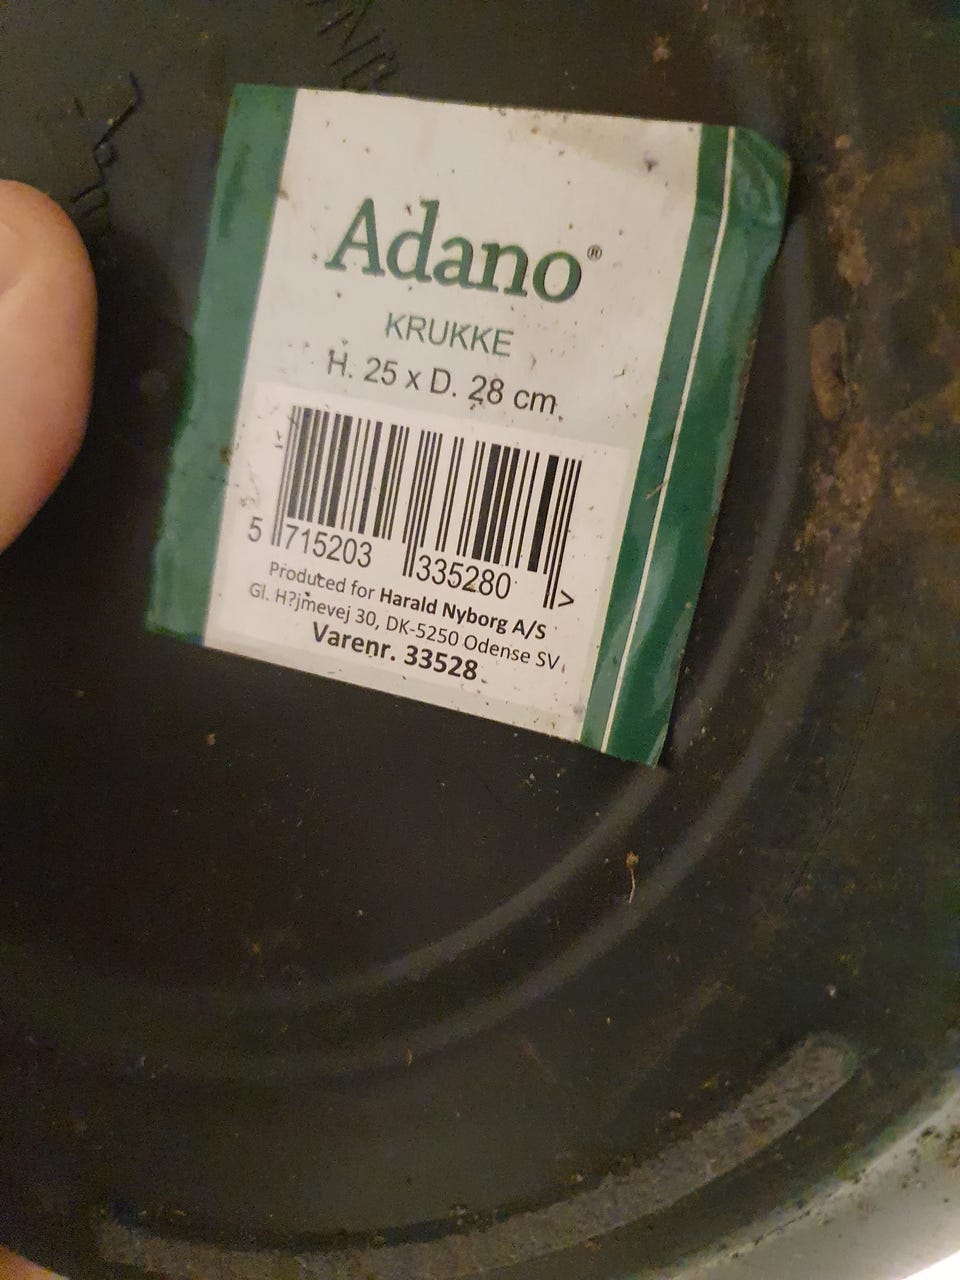 Adano®
KRUKKE
H. 25 x D. 28 cm
5 715203 335280 >
Produced for Harald Nyborg A/S
Gl. H?jmevej 30, DK-5250 Odense SV
Varenr. 33528